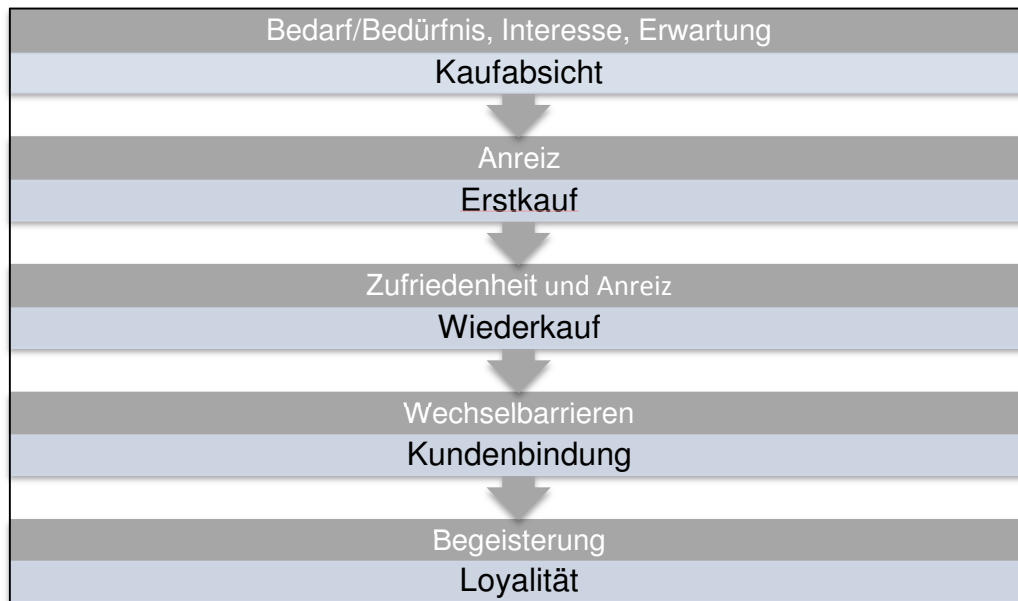 Bedarf/Bedürfnis, Interesse, Erwartung
Kaufabsicht
Anreiz
Erstkauf
Zufriedenheit und Anreiz
Wiederkauf
Wechselbarrieren
Kundenbindung
Begeisterung
Loyalität